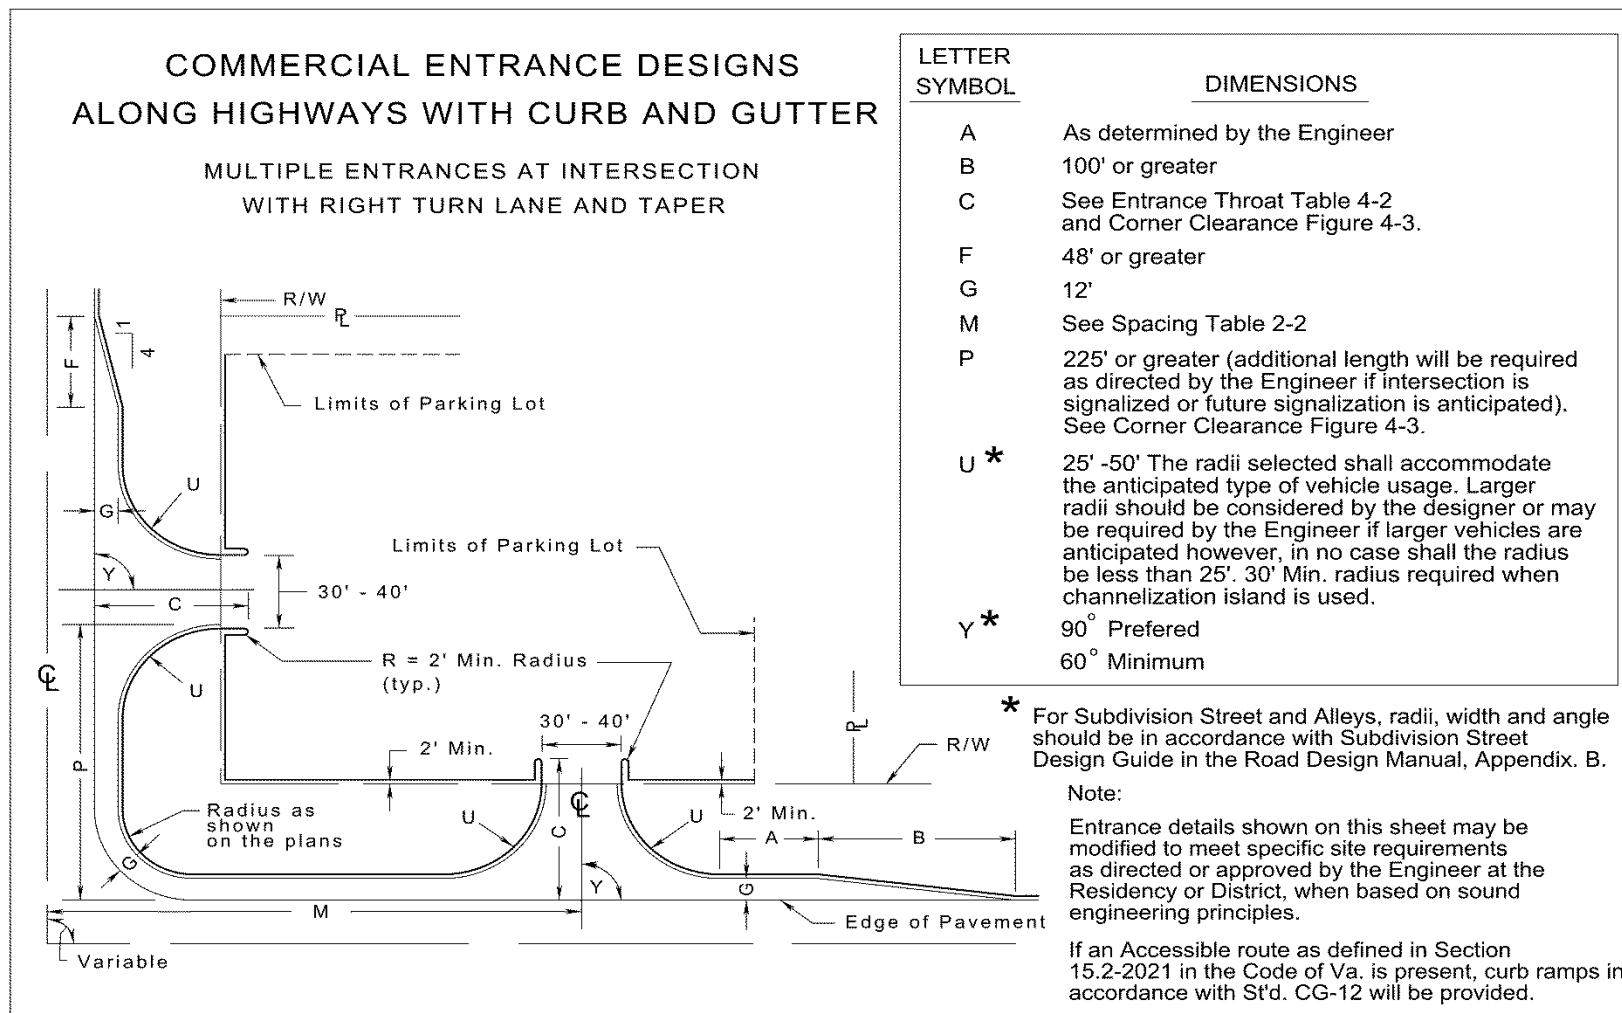 COMMERCIAL ENTRANCE DESIGNS
ALONG HIGHWAYS WITH CURB AND GUTTER
MULTIPLE ENTRANCES AT INTERSECTION
WITH RIGHT TURN LANE AND TAPER
LETTER
SYMBOL
DIMENSIONS
A As determined by the Engineer
B 100' or greater
C See Entrance Throat Table 4-2
and Corner Clearance Figure 4-3.
F 48' or greater
G 12'
M See Spacing Table 2-2
P 225' or greater (additional length will be required
as directed by the Engineer if intersection is
signalized or future signalization is anticipated).
See Corner Clearance Figure 4-3.
U * 25' -50' The radii selected shall accommodate
the anticipated type of vehicle usage. Larger
radii should be considered by the designer or may
be required by the Engineer if larger vehicles are
anticipated however, in no case shall the radius
be less than 25'. 30' Min. radius required when
channelization island is used.
Y * 90° Prefered
60° Minimum
* For Subdivision Street and Alleys, radii, width and angle
should be in accordance with Subdivision Street
Design Guide in the Road Design Manual, Appendix. B.
Note:
Entrance details shown on this sheet may be
modified to meet specific site requirements
as directed or approved by the Engineer at the
Residency or District, when based on sound
engineering principles.
If an Accessible route as defined in Section
15.2-2021 in the Code of Va. is present, curb ramps in
accordance with St'd. CG-12 will be provided.
R/W
PL
1
4
F
Limits of Parking Lot
U
G
Limits of Parking Lot
Y
30' - 40'
C
CL
R = 2' Min. Radius
(typ.)
U
30' - 40'
PL
R/W
2' Min.
P
CL
2' Min.
Radius as
shown
on the plans
U
C
U
A
B
G
Y
G
M
Edge of Pavement
Variable